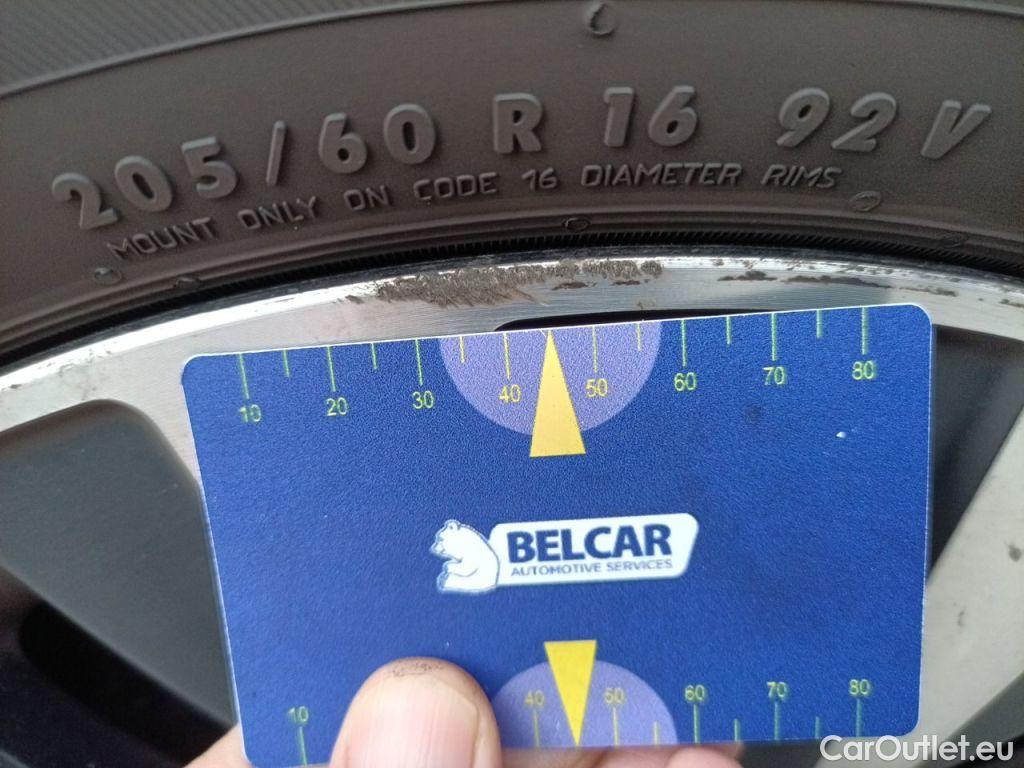 205/60 R 16 92 V
MOUNT ONLY ON CODE 16 DIAMETER RIMS
10 20 30 40 50 60 70 80
BELCAR
AUTOMOTIVE SERVICES
10 40 50 60 70 80
CarOutlet.eu